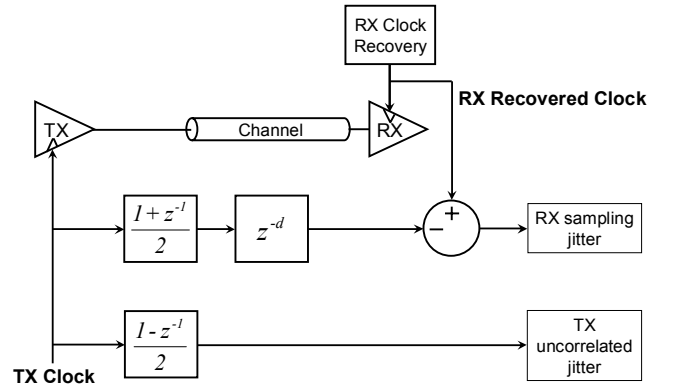 RX Clock
Recovery
RX Recovered Clock
TX
Channel
RX
1 + z⁻¹
2
z⁻ᵈ
+
−
RX sampling
jitter
1 - z⁻¹
2
TX
uncorrelated
jitter
TX Clock